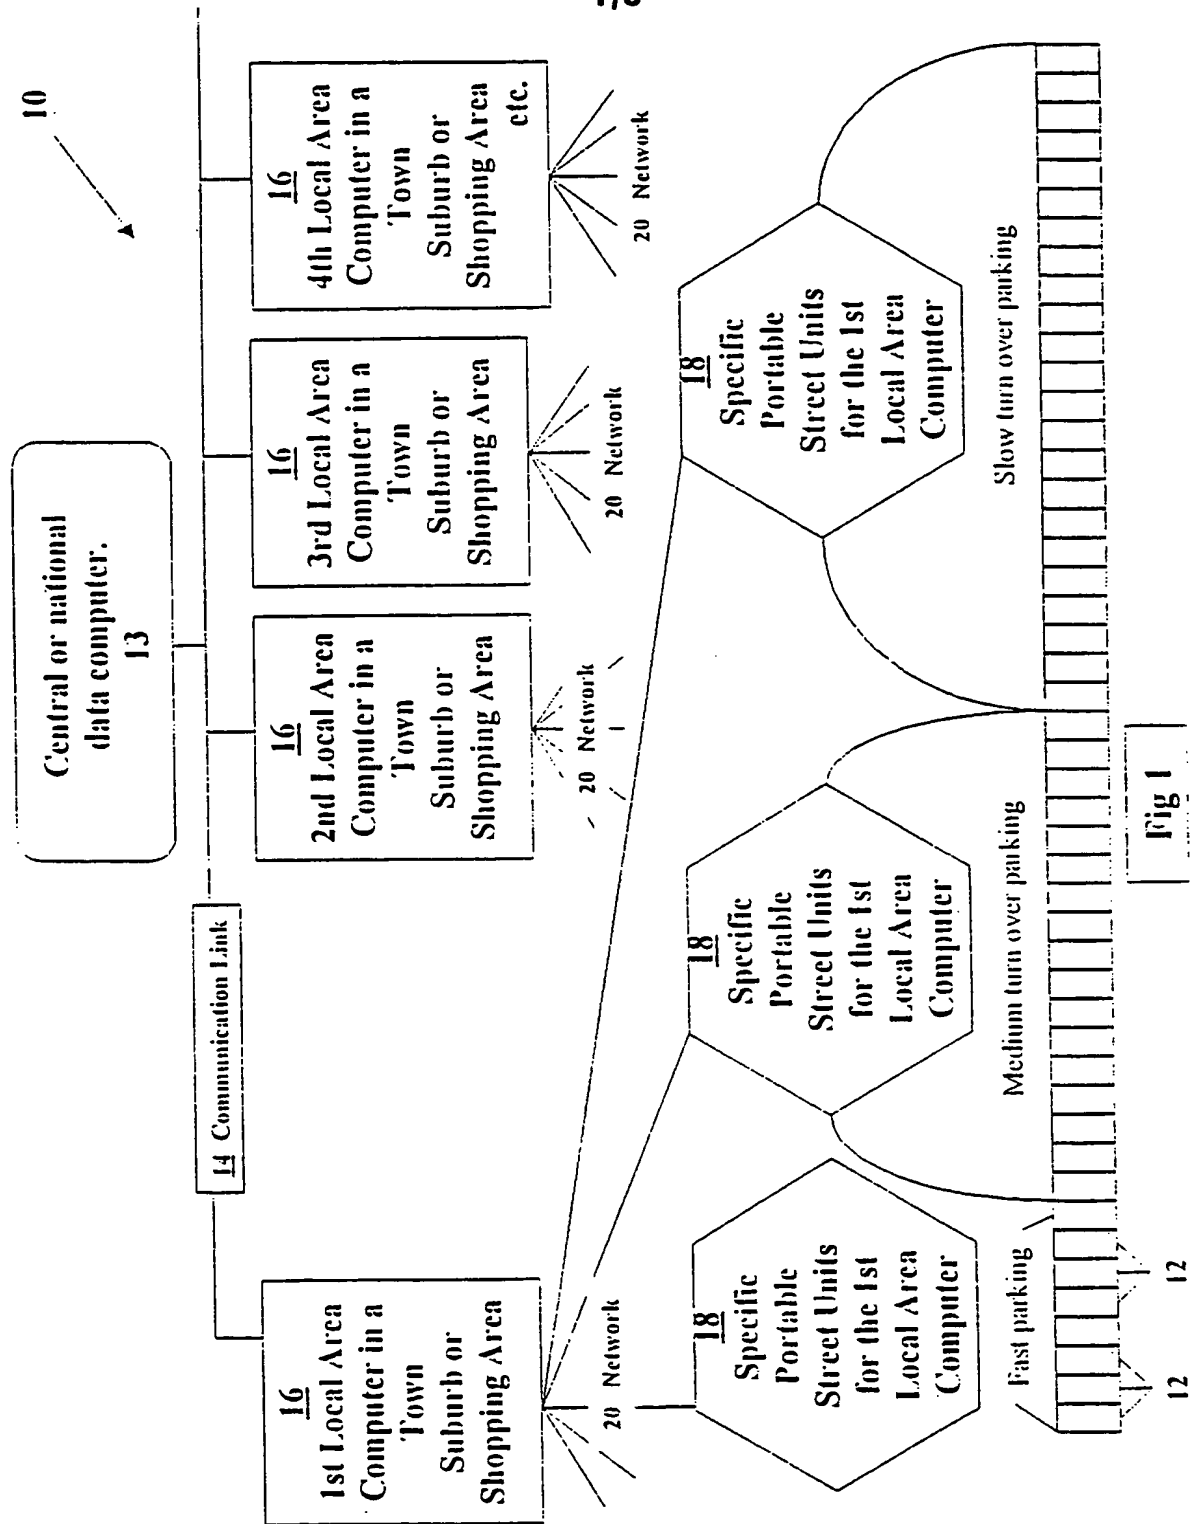 10
Central or national
data computer.
13
14 Communication Link
16
1st Local Area
Computer in a
Town
Suburb or
Shopping Area
16
2nd Local Area
Computer in a
Town
Suburb or
Shopping Area
16
3rd Local Area
Computer in a
Town
Suburb or
Shopping Area
16
4th Local Area
Computer in a
Town
Suburb or
Shopping Area
etc.
20 Network
20 Network
20 Network
20 Network
18
Specific
Portable
Street Units
for the 1st
Local Area
Computer
18
Specific
Portable
Street Units
for the 1st
Local Area
Computer
18
Specific
Portable
Street Units
for the 1st
Local Area
Computer
Fast parking
Medium turn over parking
Slow turn over parking
12
12
Fig 1